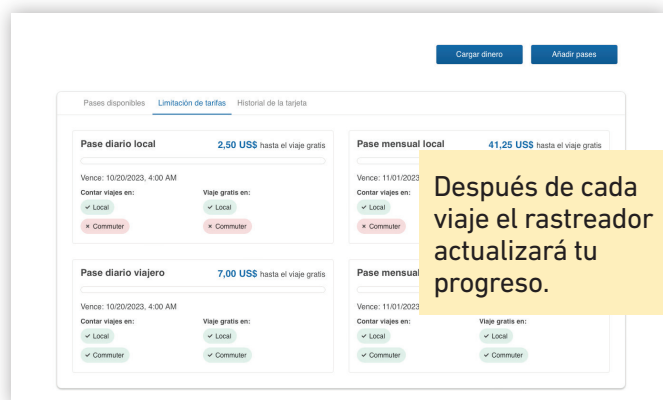 Cargar dinero
Añadir pases
Pases disponibles Limitación de tarifas Historial de la tarjeta
Pase diario local 2,50 US$ hasta el viaje gratis
Vence: 10/20/2023, 4:00 AM
Contar viajes en: Viaje gratis en:
✓ Local ✓ Local
× Commuter × Commuter
Pase mensual local 41,25 US$ hasta el viaje gratis
Vence: 11/01/2023
Contar viajes en:
✓ Local
× Commuter
Después de cada
viaje el rastreador
actualizará tu
progreso.
Pase diario viajero 7,00 US$ hasta el viaje gratis
Vence: 10/20/2023, 4:00 AM
Contar viajes en: Viaje gratis en:
✓ Local ✓ Local
✓ Commuter ✓ Commuter
Pase mensual
Vence: 11/01/2023
Contar viajes en: Viaje gratis en:
✓ Local ✓ Local
✓ Commuter ✓ Commuter